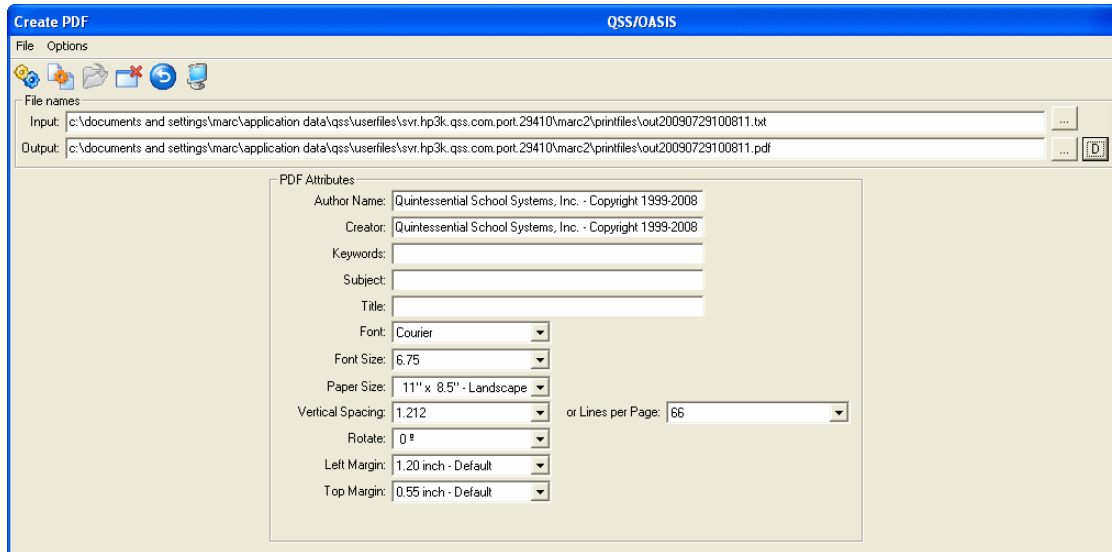 Create PDF QSS/OASIS
File Options
File names
Input: c:\documents and settings\marc\application data\qss\userfiles\svr.hp3k.qss.com.port.29410\marc2\printfiles\out20090729100811.txt ...
Output: c:\documents and settings\marc\application data\qss\userfiles\svr.hp3k.qss.com.port.29410\marc2\printfiles\out20090729100811.pdf ... D
PDF Attributes
Author Name: Quintessential School Systems, Inc. - Copyright 1999-2008
Creator: Quintessential School Systems, Inc. - Copyright 1999-2008
Keywords:
Subject:
Title:
Font: Courier
Font Size: 6.75
Paper Size: 11" x 8.5" - Landscape
Vertical Spacing: 1.212 or Lines per Page: 66
Rotate: 0 º
Left Margin: 1.20 inch - Default
Top Margin: 0.55 inch - Default